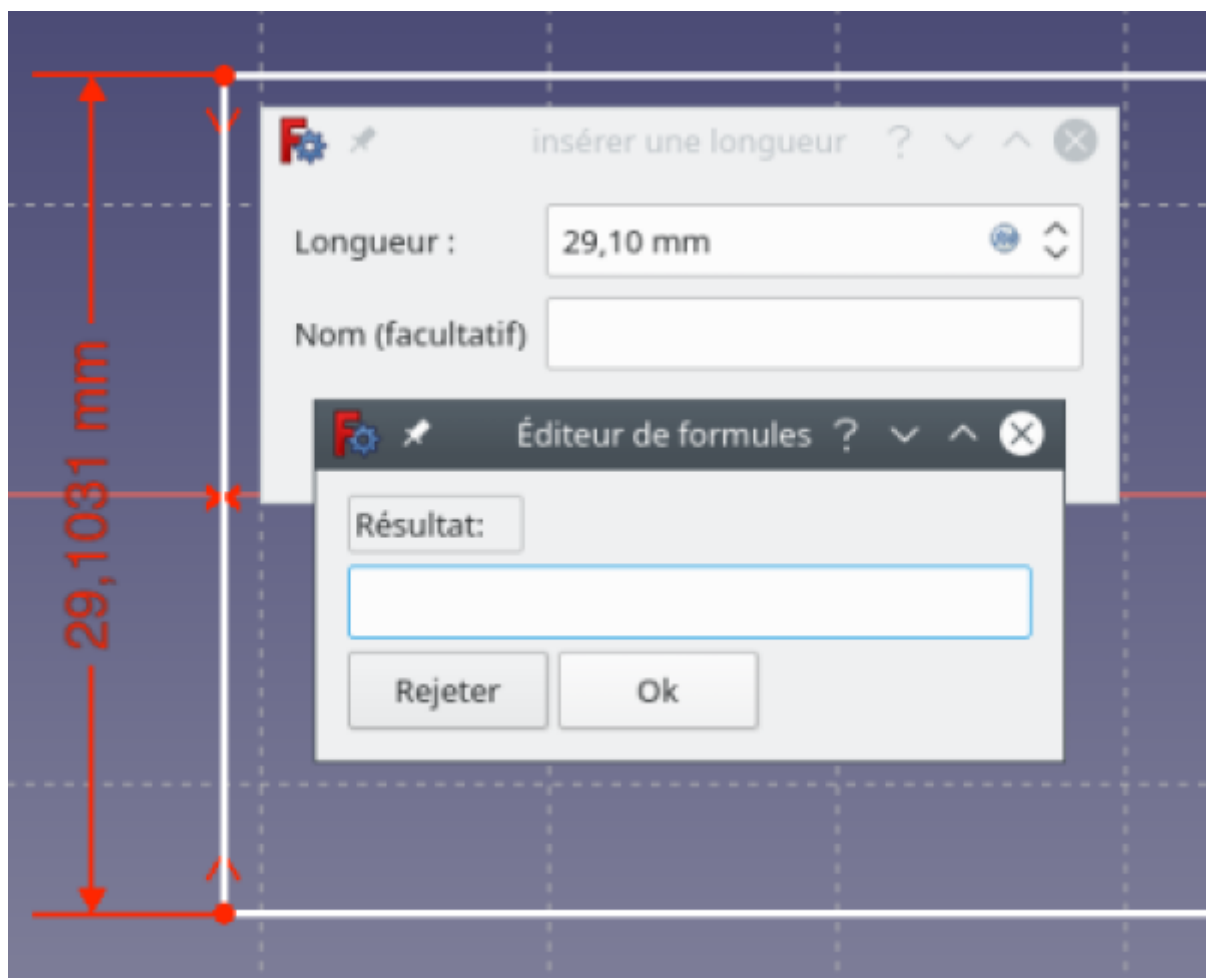 29,1031 mm
insérer une longueur
Longueur :
29,10 mm
Nom (facultatif)
Éditeur de formules
Résultat:
Rejeter
Ok